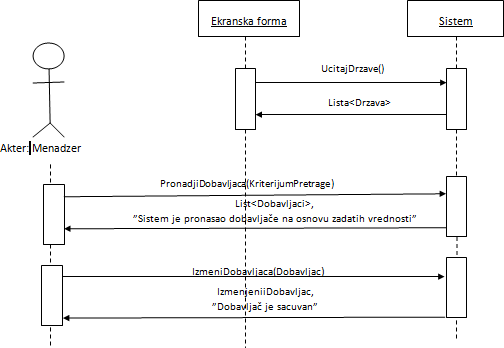 Ekranska forma
Sistem
UcitajDrzave()
Lista<Drzava>
Akter: Menadzer
PronadjiDobavljaca(KriterijumPretrage)
List<Dobavljaci>,
”Sistem je pronasao dobavljače na osnovu zadatih vrednosti”
IzmeniDobavljaca(Dobavljac)
IzmenjeniiDobavljac,
”Dobavljač je sacuvan”